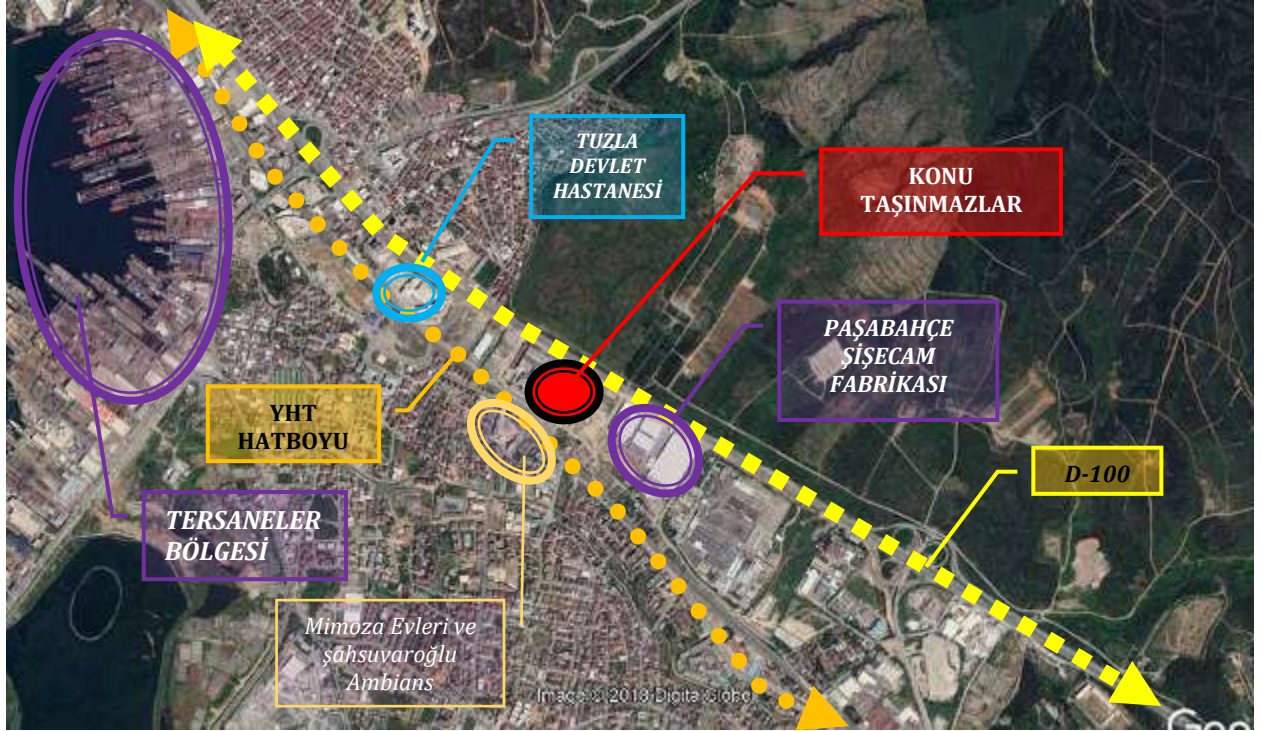 TUZLA
DEVLET
HASTANESİ
KONU
TAŞINMAZLAR
PAŞABAHÇE
ŞİŞECAM
FABRİKASI
YHT
HATBOYU
D-100
TERSANELER
BÖLGESİ
Mimoza Evleri ve
şahsuvaroğlu
Ambians
Image © 2018 DigitalGlobe
Goo